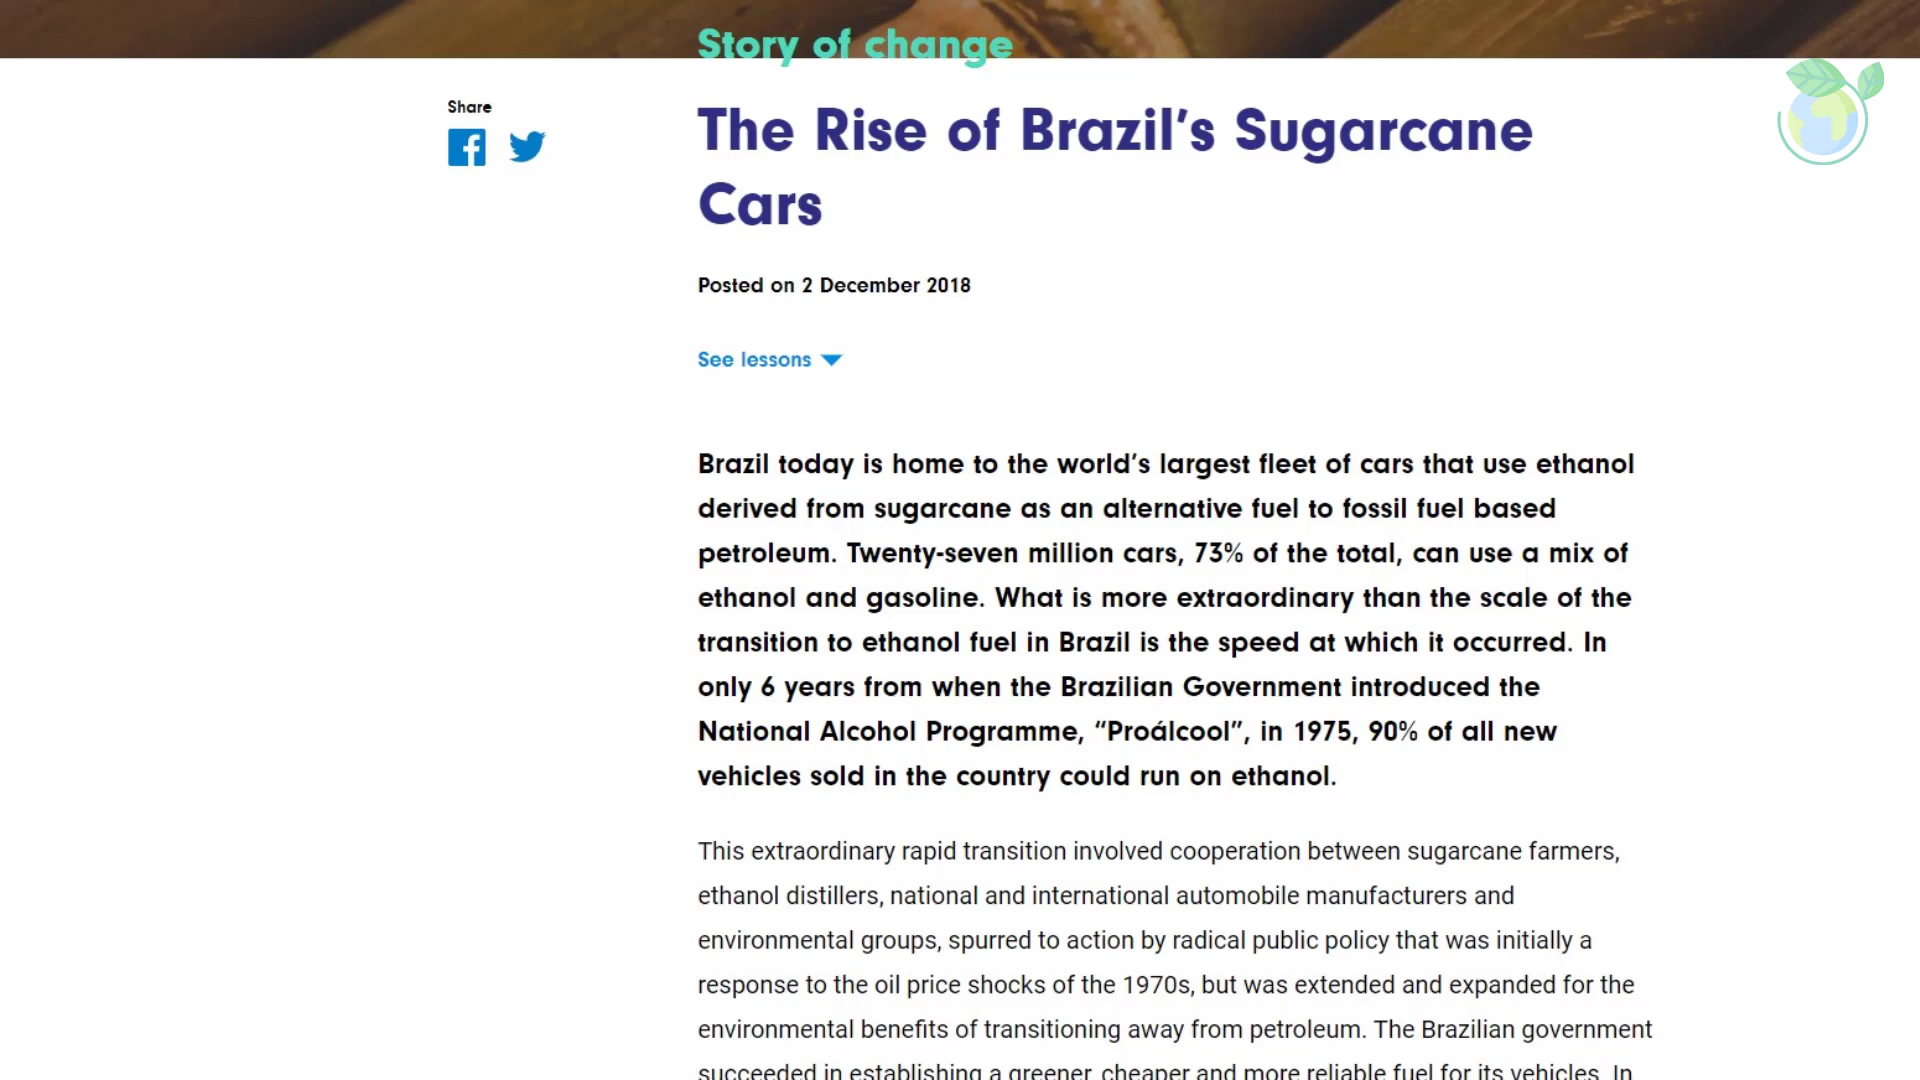 Story of change
Share
The Rise of Brazil’s Sugarcane
Cars
Posted on 2 December 2018
See lessons
Brazil today is home to the world’s largest fleet of cars that use ethanol
derived from sugarcane as an alternative fuel to fossil fuel based
petroleum. Twenty-seven million cars, 73% of the total, can use a mix of
ethanol and gasoline. What is more extraordinary than the scale of the
transition to ethanol fuel in Brazil is the speed at which it occurred. In
only 6 years from when the Brazilian Government introduced the
National Alcohol Programme, “Proálcool”, in 1975, 90% of all new
vehicles sold in the country could run on ethanol.
This extraordinary rapid transition involved cooperation between sugarcane farmers,
ethanol distillers, national and international automobile manufacturers and
environmental groups, spurred to action by radical public policy that was initially a
response to the oil price shocks of the 1970s, but was extended and expanded for the
environmental benefits of transitioning away from petroleum. The Brazilian government
succeeded in establishing a greener, cheaper and more reliable fuel for its vehicles. In